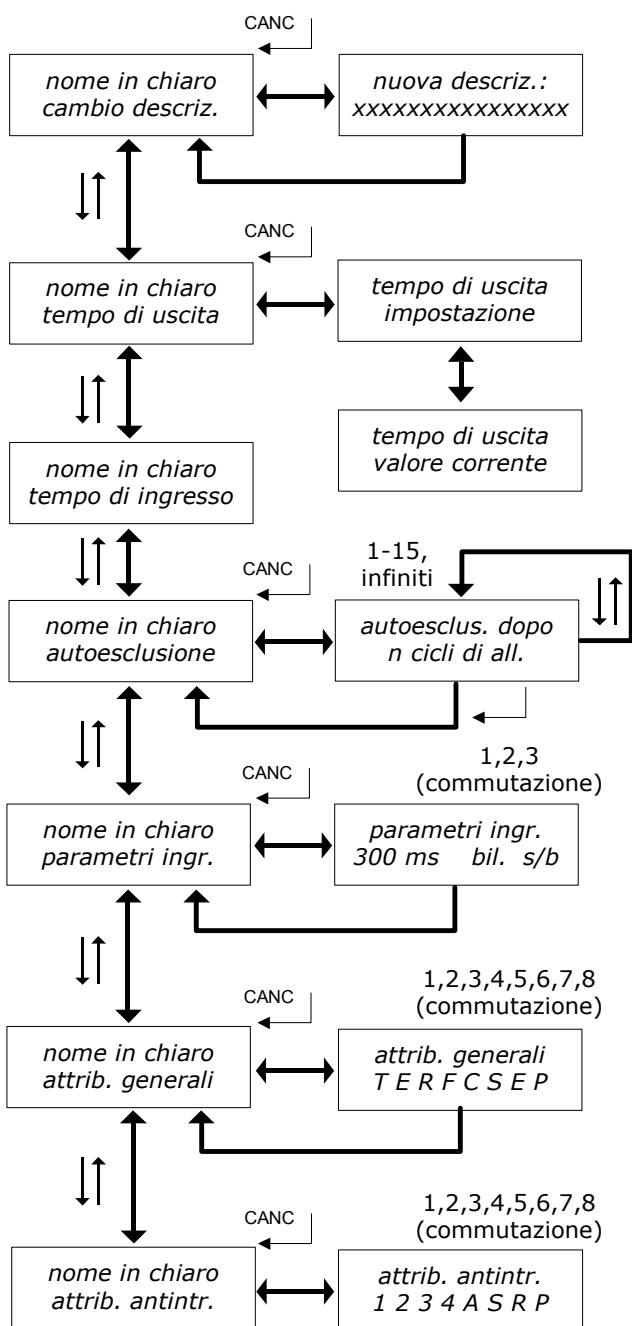 CANC
nome in chiaro
cambio descriz.
nuova descriz.:
xxxxxxxxxxxxxxxx
CANC
nome in chiaro
tempo di uscita
tempo di uscita
impostazione
nome in chiaro
tempo di ingresso
tempo di uscita
valore corrente
CANC
1-15,
infiniti
nome in chiaro
autoesclusione
autoesclus. dopo
n cicli di all.
CANC
1,2,3
(commutazione)
nome in chiaro
parametri ingr.
parametri ingr.
300 ms bil. s/b
CANC
1,2,3,4,5,6,7,8
(commutazione)
nome in chiaro
attrib. generali
attrib. generali
T E R F C S E P
CANC
1,2,3,4,5,6,7,8
(commutazione)
nome in chiaro
attrib. antintr.
attrib. antintr.
1 2 3 4 A S R P